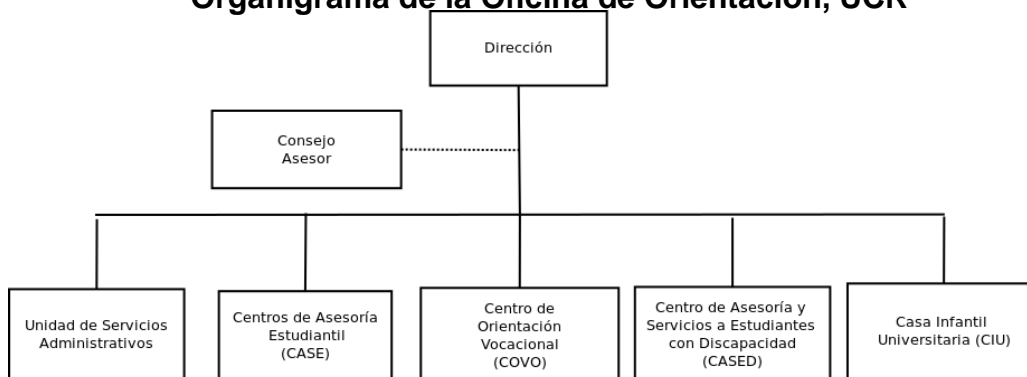 Organigrama de la Oficina de Orientación, UCR
Dirección
Consejo
Asesor
Unidad de Servicios
Administrativos
Centros de Asesoría
Estudiantil
(CASE)
Centro de
Orientación
Vocacional
(COVO)
Centro de Asesoría y
Servicios a Estudiantes
con Discapacidad
(CASED)
Casa Infantil
Universitaria (CIU)